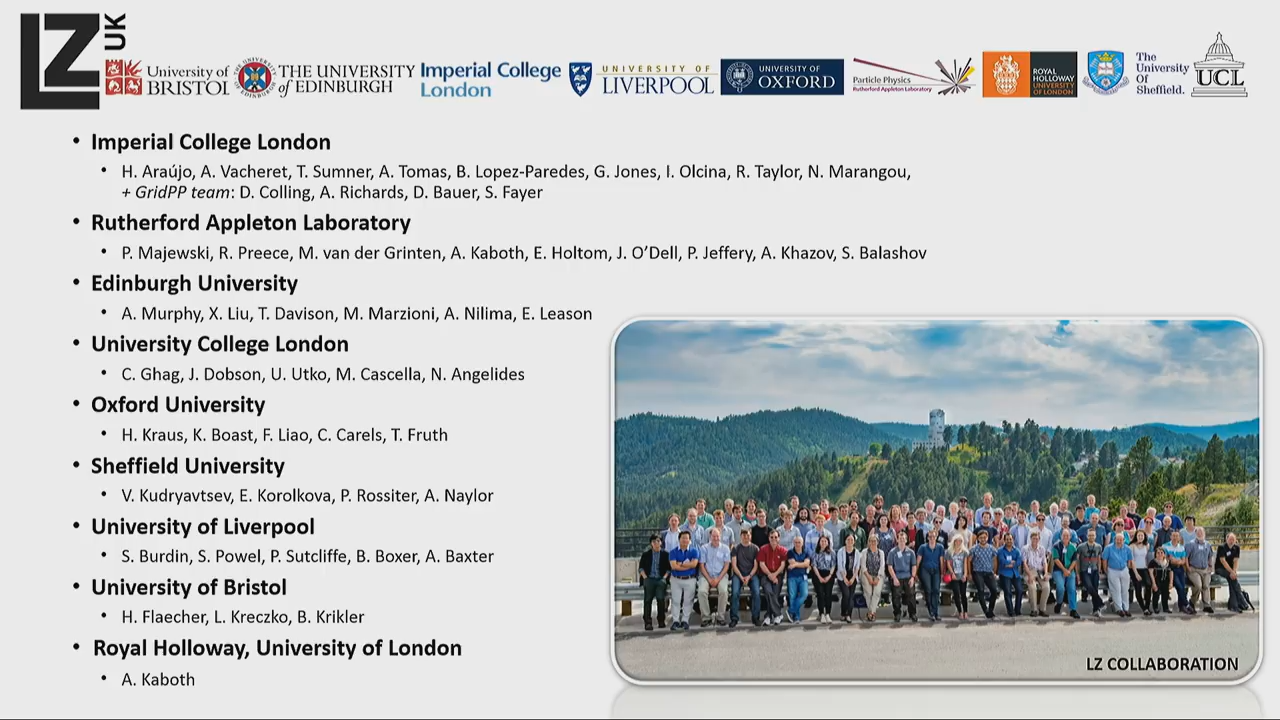 LZ UK
University of BRISTOL
THE UNIVERSITY of EDINBURGH
Imperial College London
UNIVERSITY OF LIVERPOOL
UNIVERSITY OF OXFORD
Particle Physics
Rutherford Appleton Laboratory
ROYAL HOLLOWAY UNIVERSITY OF LONDON
The University Of Sheffield.
UCL
• Imperial College London
• H. Araújo, A. Vacheret, T. Sumner, A. Tomas, B. Lopez-Paredes, G. Jones, I. Olcina, R. Taylor, N. Marangou,
+ GridPP team: D. Colling, A. Richards, D. Bauer, S. Fayer
• Rutherford Appleton Laboratory
• P. Majewski, R. Preece, M. van der Grinten, A. Kaboth, E. Holtom, J. O’Dell, P. Jeffery, A. Khazov, S. Balashov
• Edinburgh University
• A. Murphy, X. Liu, T. Davison, M. Marzioni, A. Nilima, E. Leason
• University College London
• C. Ghag, J. Dobson, U. Utko, M. Cascella, N. Angelides
• Oxford University
• H. Kraus, K. Boast, F. Liao, C. Carels, T. Fruth
• Sheffield University
• V. Kudryavtsev, E. Korolkova, P. Rossiter, A. Naylor
• University of Liverpool
• S. Burdin, S. Powel, P. Sutcliffe, B. Boxer, A. Baxter
• University of Bristol
• H. Flaecher, L. Kreczko, B. Krikler
• Royal Holloway, University of London
• A. Kaboth
LZ COLLABORATION